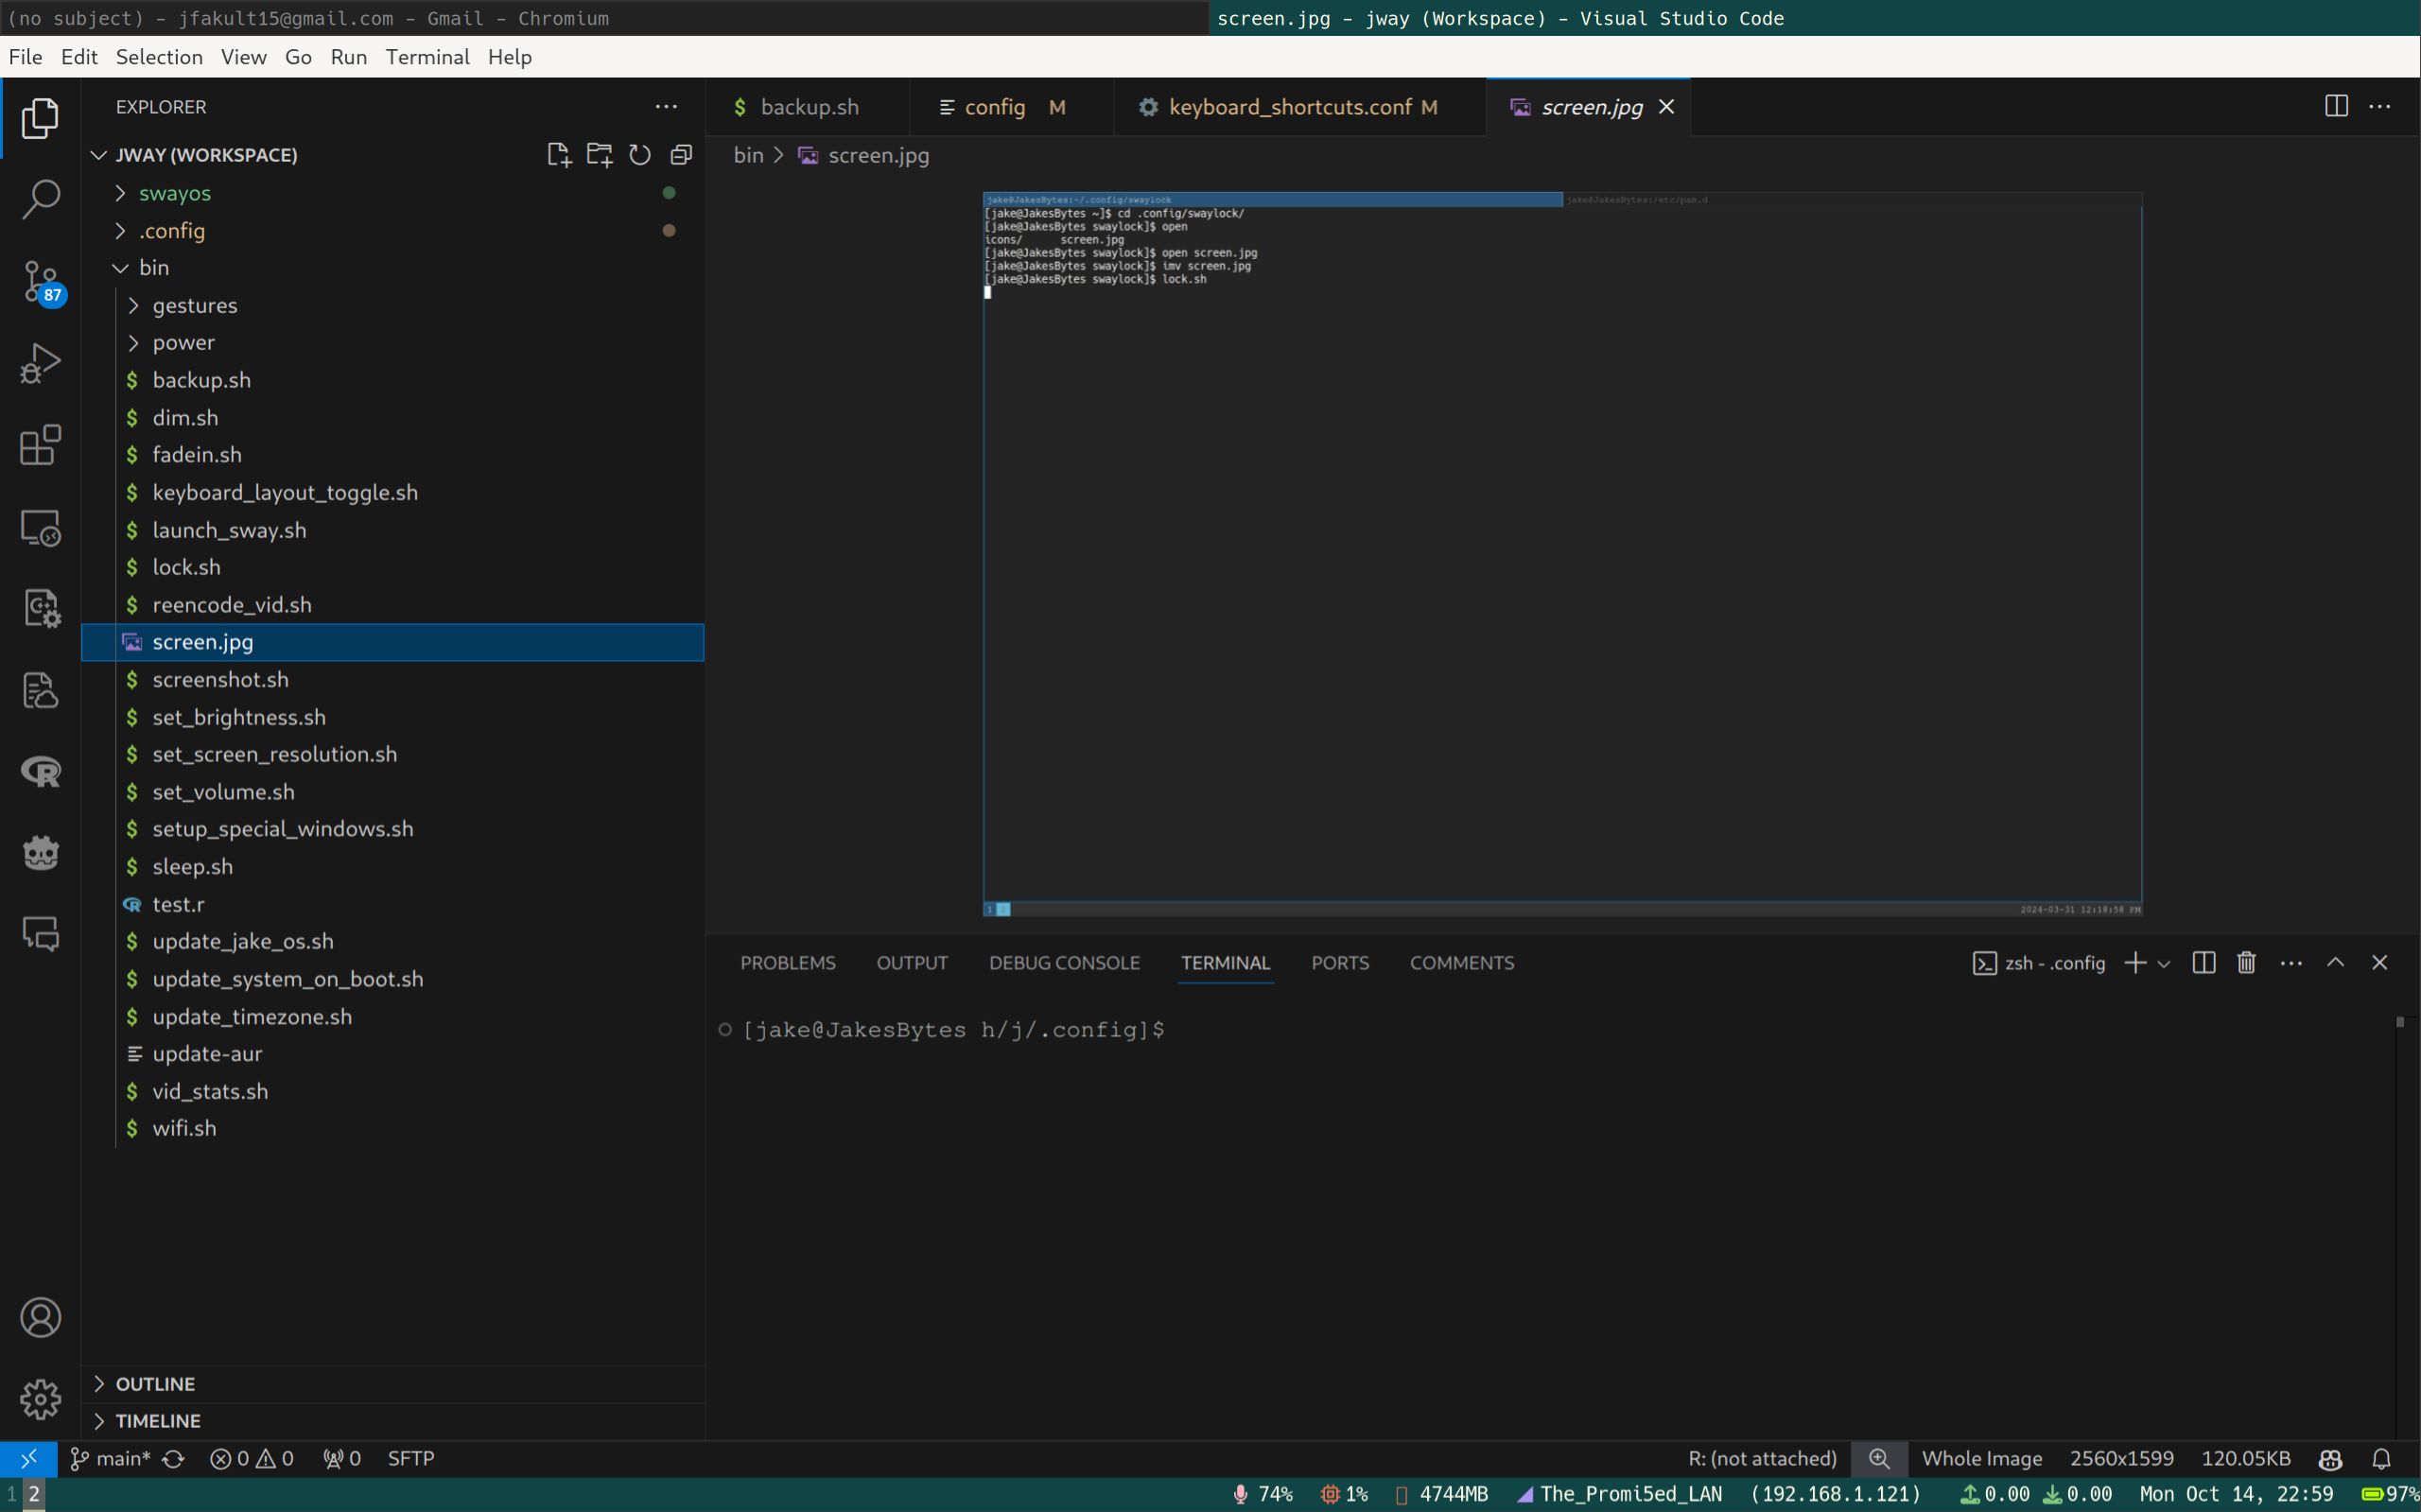 (no subject) - jfakult15@gmail.com - Gmail - Chromium
screen.jpg - jway (Workspace) - Visual Studio Code
File Edit Selection View Go Run Terminal Help
EXPLORER
JWAY (WORKSPACE)
swayos
.config
bin
gestures
power
backup.sh
dim.sh
fadein.sh
keyboard_layout_toggle.sh
launch_sway.sh
lock.sh
reencode_vid.sh
screen.jpg
screenshot.sh
set_brightness.sh
set_screen_resolution.sh
set_volume.sh
setup_special_windows.sh
sleep.sh
test.r
update_jake_os.sh
update_system_on_boot.sh
update_timezone.sh
update-aur
vid_stats.sh
wifi.sh
OUTLINE
TIMELINE
87
backup.sh config M keyboard_shortcuts.conf M screen.jpg
bin > screen.jpg
jake@JakesBytes:~/.config/swaylock jake@JakesBytes:/etc/pam.d
[jake@JakesBytes ~]$ cd .config/swaylock/
[jake@JakesBytes swaylock]$ open
icons/ screen.jpg
[jake@JakesBytes swaylock]$ open screen.jpg
[jake@JakesBytes swaylock]$ imv screen.jpg
[jake@JakesBytes swaylock]$ lock.sh
1 2024-03-31 12:18:58 PM
PROBLEMS OUTPUT DEBUG CONSOLE TERMINAL PORTS COMMENTS
zsh - .config
[jake@JakesBytes h/j/.config]$
main* 0 0 0 SFTP
R: (not attached) Whole Image 2560x1599 120.05KB
1 2 74% 1% 4744MB The_Promi5ed_LAN (192.168.1.121) 0.00 0.00 Mon Oct 14, 22:59 97%